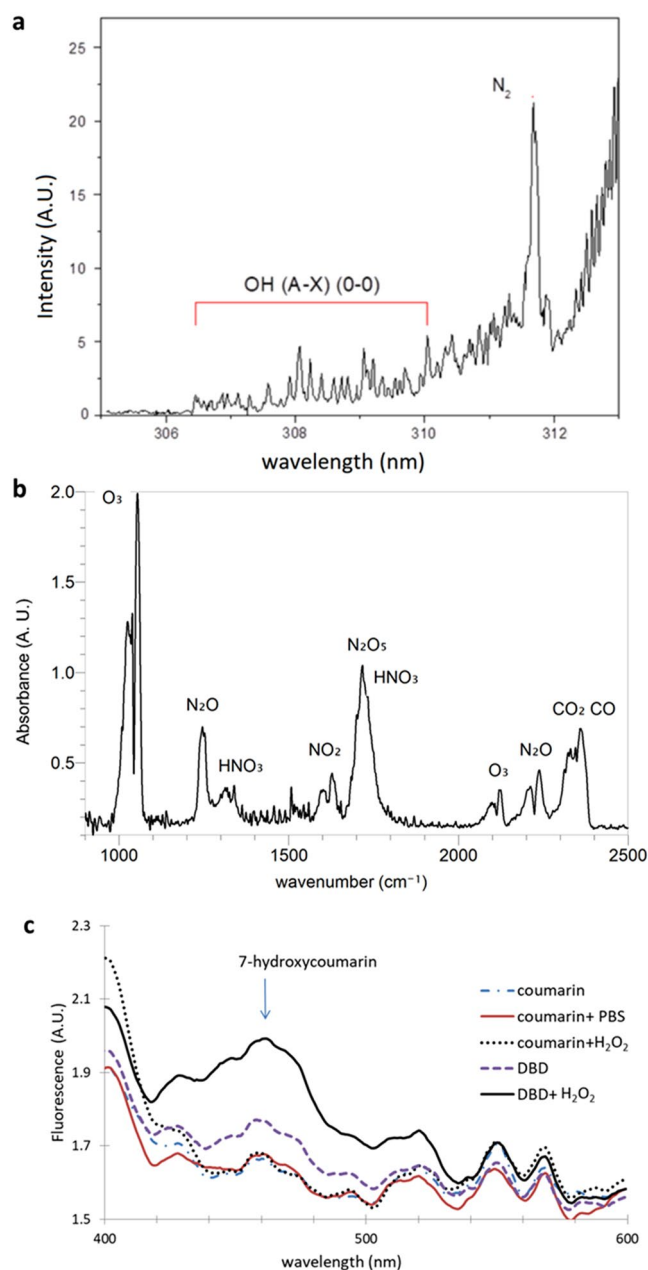 a
25
20
15
10
5
0
Intensity (A.U.)
N₂
OH (A-X) (0-0)
306
308
310
312
wavelength (nm)
b
2.0
1.5
1.0
0.5
Absorbance (A. U.)
O₃
N₂O
HNO₃
NO₂
N₂O₅
HNO₃
O₃
N₂O
CO₂ CO
1000
1500
2000
2500
wavenumber (cm⁻¹)
c
2.3
2.1
1.9
1.7
1.5
Fluorescence (A.U.)
7-hydroxycoumarin
coumarin
coumarin+ PBS
coumarin+H₂O₂
DBD
DBD+ H₂O₂
400
500
600
wavelength (nm)